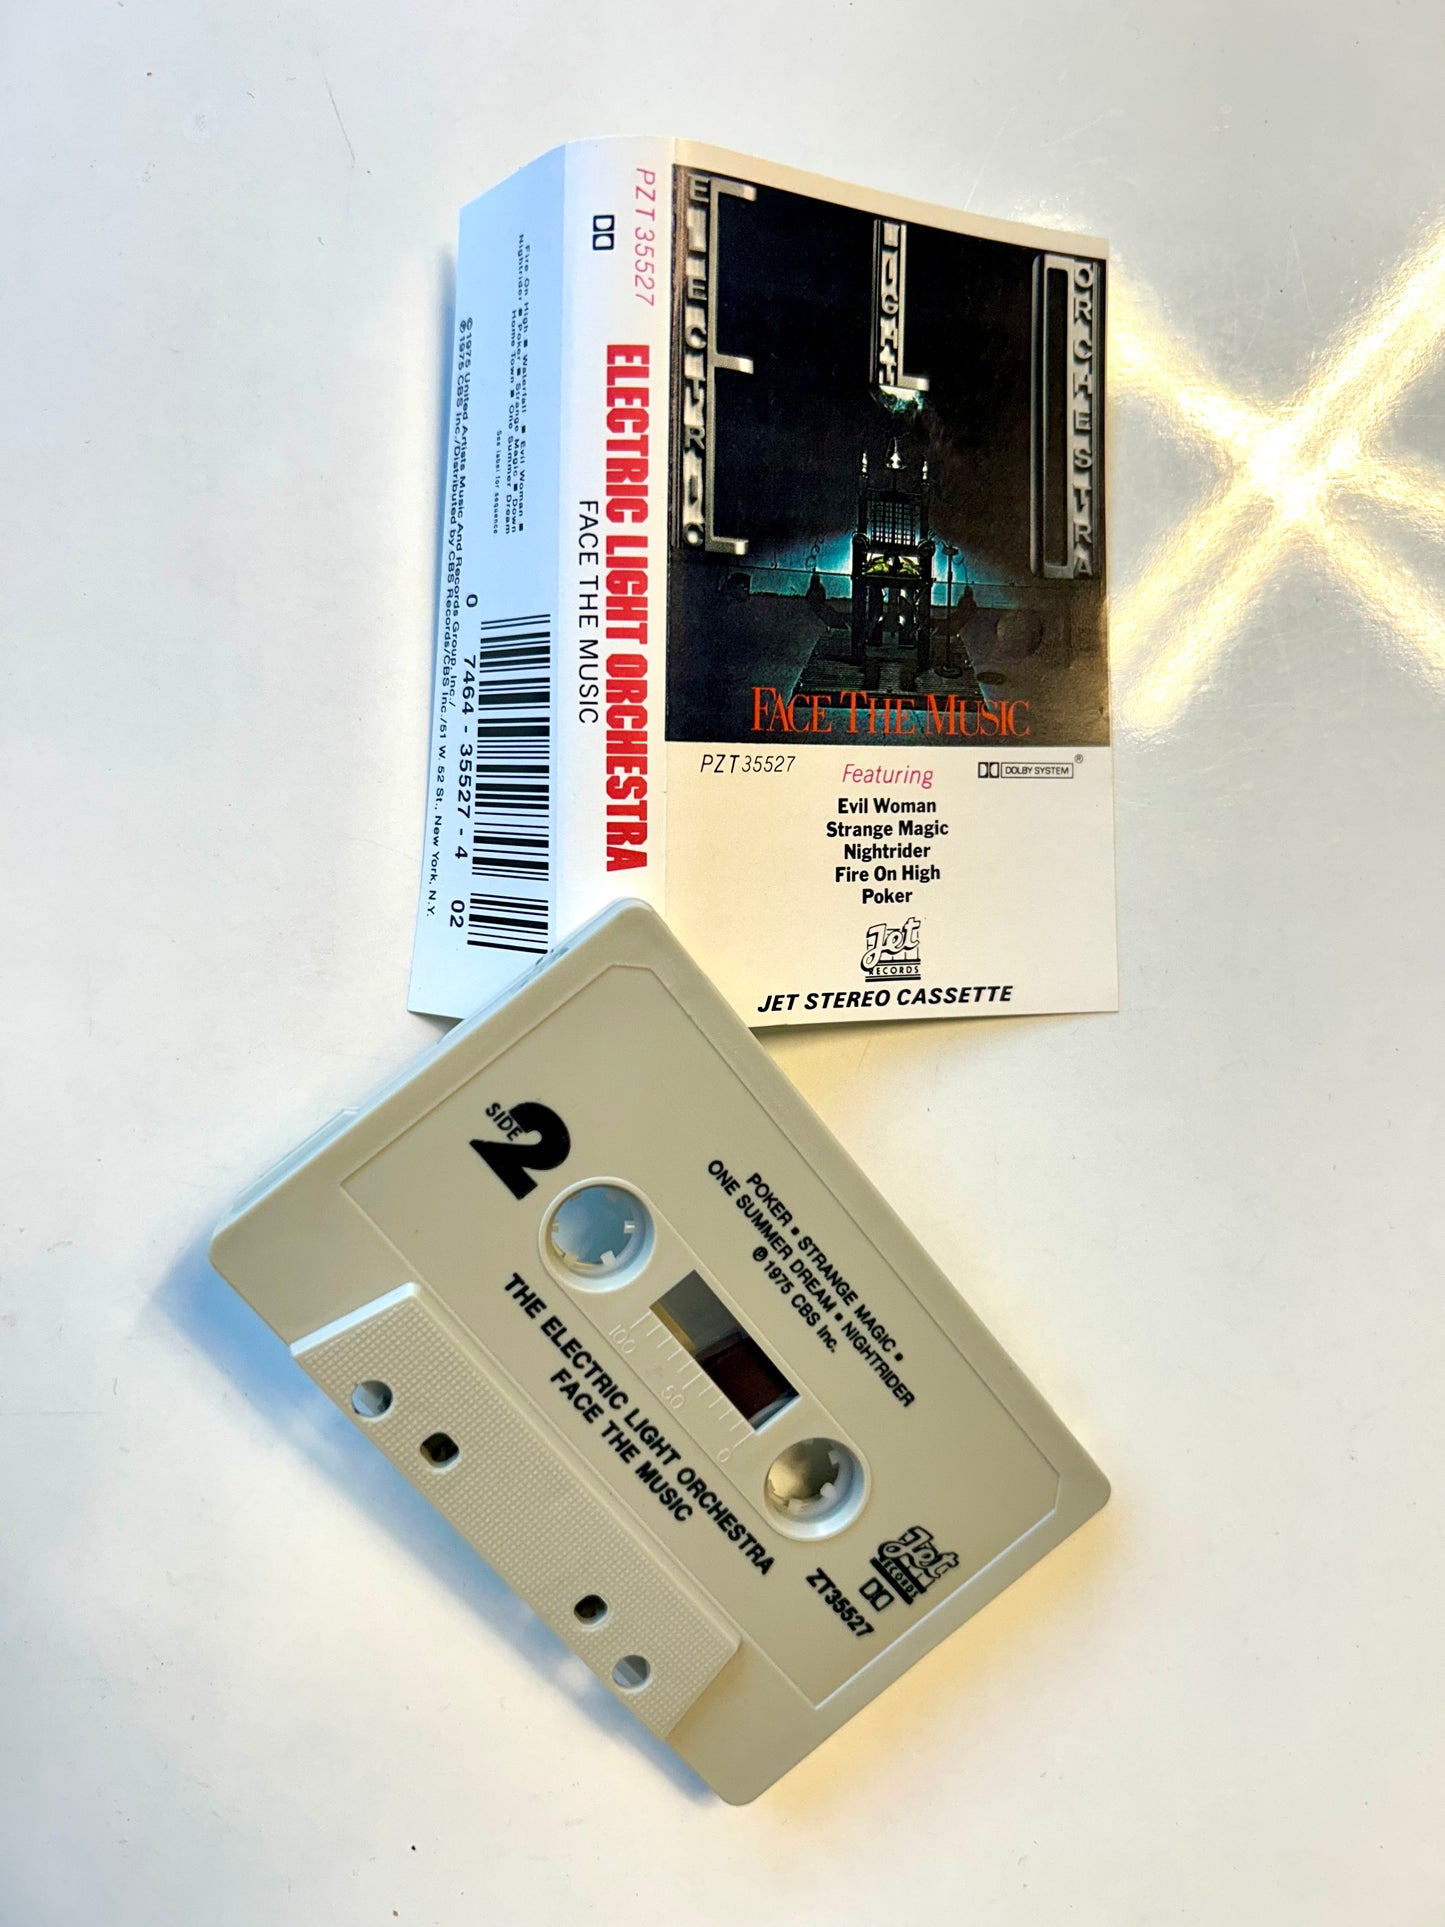 Fire On High ■ Waterfall ■ Evil Woman ■
Nightrider ■ Poker ■ Strange Magic ■ Down
Home Town ■ One Summer Dream
See label for sequence.
©1975 United Artists Music And Records Group, Inc./
℗1975 CBS Inc./Distributed by CBS Records/CBS Inc./51 W. 52 St., New York, N.Y.
0 7464-35527-4 02
PZT 35527
ELECTRIC LIGHT ORCHESTRA
FACE THE MUSIC
ELECTRIC
LIGHT
ORCHESTRA
FACE THE MUSIC
PZT35527
Featuring
DOLBY SYSTEM®
Evil Woman
Strange Magic
Nightrider
Fire On High
Poker
Jet
RECORDS
JET STEREO CASSETTE
SIDE 2
POKER ■ STRANGE MAGIC ■
ONE SUMMER DREAM ■ NIGHTRIDER
℗ 1975 CBS Inc.
100 50 0
THE ELECTRIC LIGHT ORCHESTRA
FACE THE MUSIC
Jet
RECORDS
ZT35527